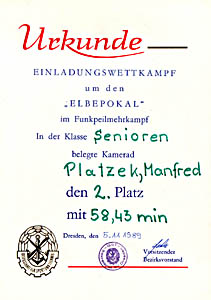 Urkunde
EINLADUNGSWETTKAMPF
um den
„ELBEPOKAL"
im Funkpeilmehrkampf
In der Klasse Senioren
belegte Kamerad
Platzek, Manfred
den 2. Platz
mit 58,43 min
Dresden, den 5.11.1989
Vorsitzender
Bezirksvorstand